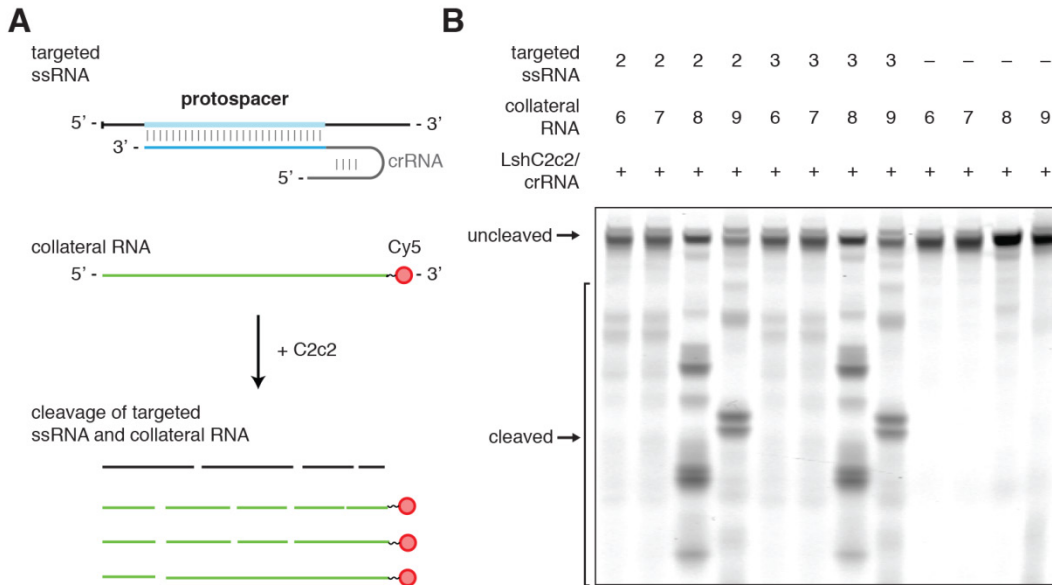 A
targeted
ssRNA
protospacer
5’ -
- 3’
3’ -
crRNA
5’ -
collateral RNA
Cy5
5’ -
- 3’
+ C2c2
cleavage of targeted
ssRNA and collateral RNA
B
targeted
ssRNA
2 2 2 2 3 3 3 3 – – – –
collateral
RNA
6 7 8 9 6 7 8 9 6 7 8 9
LshC2c2/
crRNA
+ + + + + + + + + + + +
uncleaved
cleaved